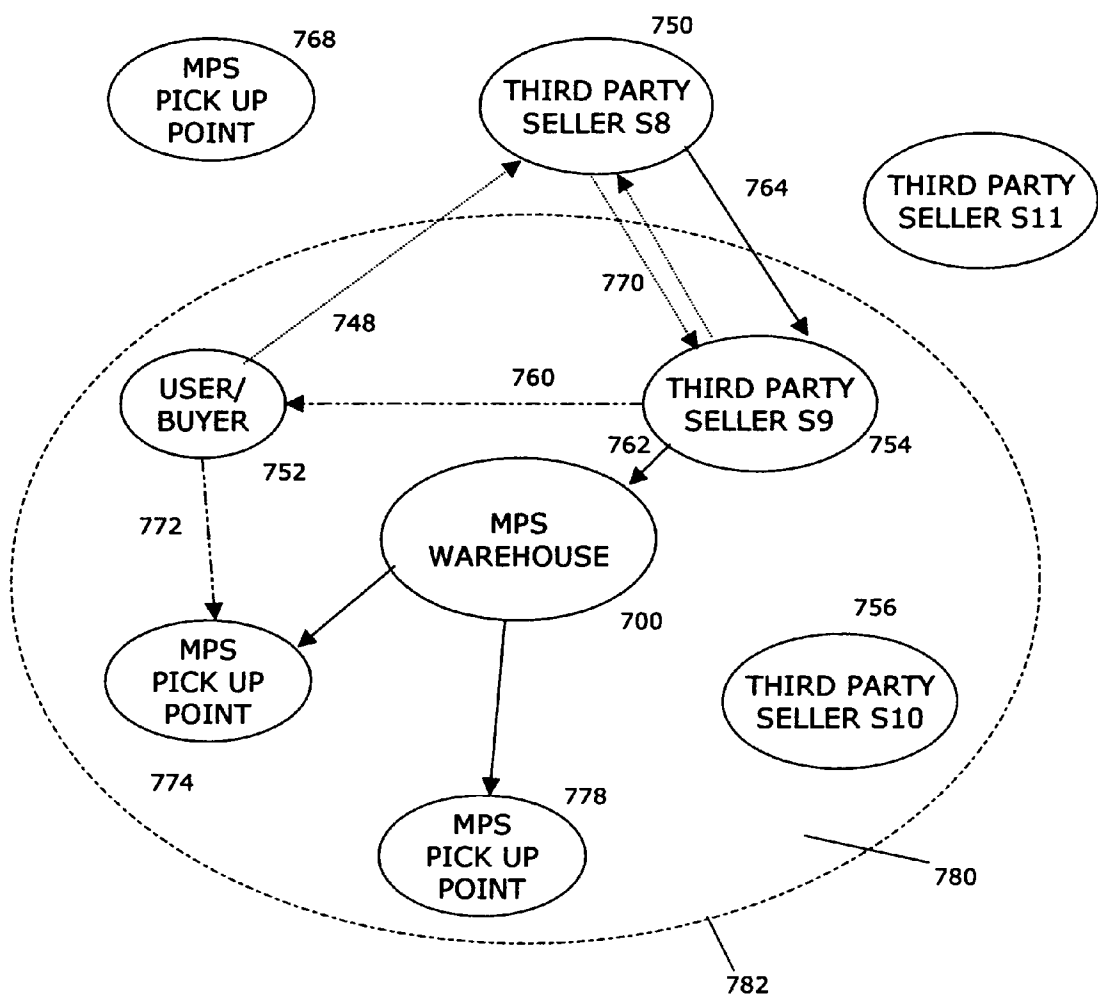 768
MPS
PICK UP
POINT
750
THIRD PARTY
SELLER S8
764
THIRD PARTY
SELLER S11
770
748
760
USER/
BUYER
THIRD PARTY
SELLER S9
762
754
752
772
MPS
WAREHOUSE
700
756
MPS
PICK UP
POINT
THIRD PARTY
SELLER S10
774
778
MPS
PICK UP
POINT
780
782